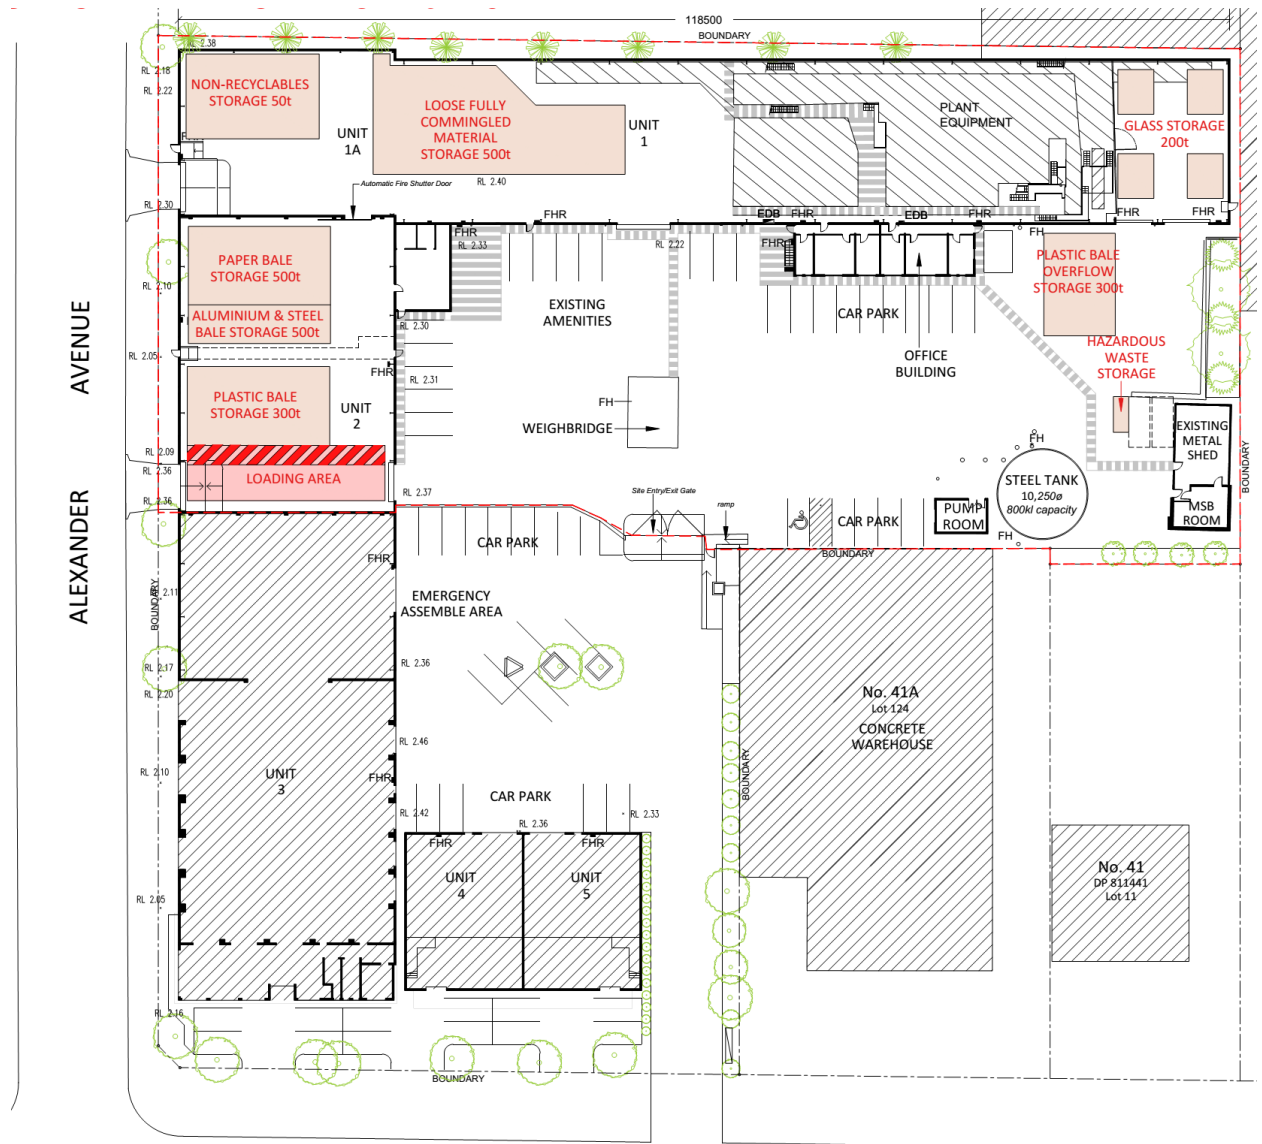 118500
BOUNDARY
RL 2.38
RL 2.18
RL 2.22
NON-RECYCLABLES
STORAGE 50t
LOOSE FULLY
COMMINGLED
MATERIAL
STORAGE 500t
UNIT
1A
UNIT
1
PLANT
EQUIPMENT
GLASS STORAGE
200t
RL 2.40
Automatic Fire Shutter Door
RL 2.30
FHR
EDB
FHR
EDB
FHR
FHR
FHR
FHR
RL 2.33
RL 2.22
FHR
FH
PAPER BALE
STORAGE 500t
RL 2.10
ALUMINIUM & STEEL
BALE STORAGE 500t
PLASTIC BALE
OVERFLOW
STORAGE 300t
EXISTING
AMENITIES
CAR PARK
RL 2.30
RL 2.05
HAZARDOUS
WASTE
STORAGE
OFFICE
BUILDING
FHR
RL 2.31
PLASTIC BALE
STORAGE 300t
UNIT
2
FH
WEIGHBRIDGE
EXISTING
METAL
SHED
FH
AVENUE
RL 2.09
RL 2.36
RL 2.36
LOADING AREA
RL 2.37
Site Entry/Exit Gate
ramp
STEEL TANK
10,250ø
800kl capacity
BOUNDARY
PUMP
ROOM
MSB
ROOM
CAR PARK
CAR PARK
FH
BOUNDARY
ALEXANDER
FHR
BOUNDARY
2.11
EMERGENCY
ASSEMBLE AREA
RL 2.17
RL 2.36
RL 2.20
No. 41A
Lot 124
CONCRETE
WAREHOUSE
RL 2.46
RL 2.10
UNIT
3
FHR
BOUNDARY
CAR PARK
RL 2.42
RL 2.36
RL 2.33
FHR
FHR
UNIT
4
UNIT
5
No. 41
DP 811441
Lot 11
RL 2.05
RL 2.16
BOUNDARY